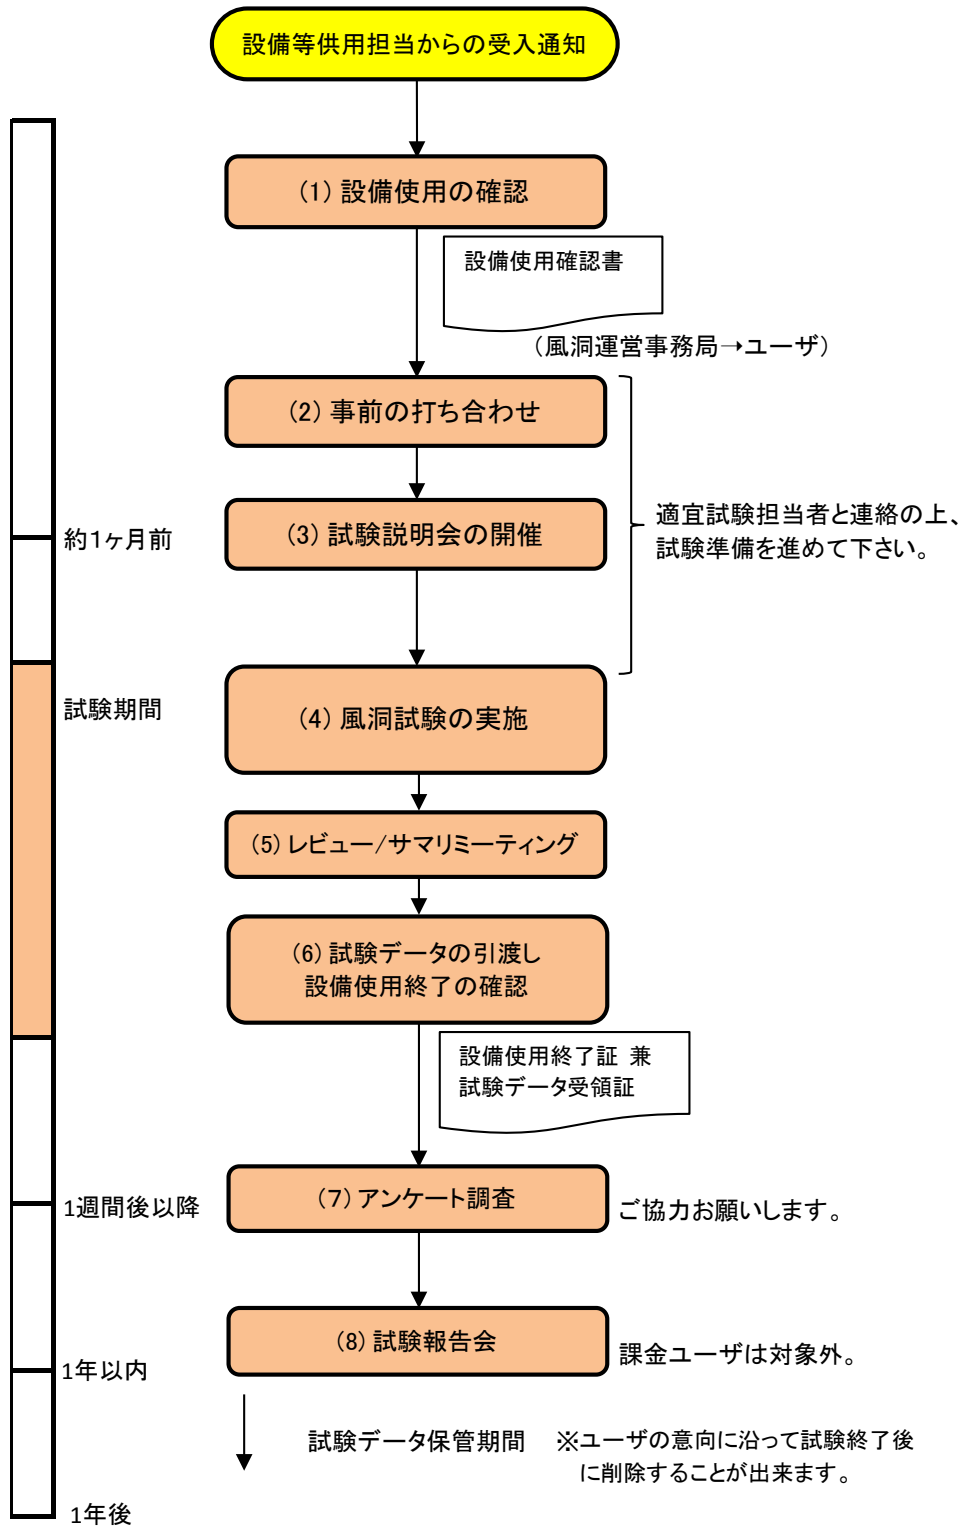 設備等供用担当からの受入通知
(1) 設備使用の確認
設備使用確認書
(風洞運営事務局→ユーザ)
(2) 事前の打ち合わせ
約1ヶ月前
(3) 試験説明会の開催
適宜試験担当者と連絡の上、
試験準備を進めて下さい。
試験期間
(4) 風洞試験の実施
(5) レビュー/サマリミーティング
(6) 試験データの引渡し
設備使用終了の確認
設備使用終了証 兼
試験データ受領証
1週間後以降
(7) アンケート調査
ご協力お願いします。
(8) 試験報告会
課金ユーザは対象外。
1年以内
試験データ保管期間 ※ユーザの意向に沿って試験終了後
に削除することが出来ます。
1年後